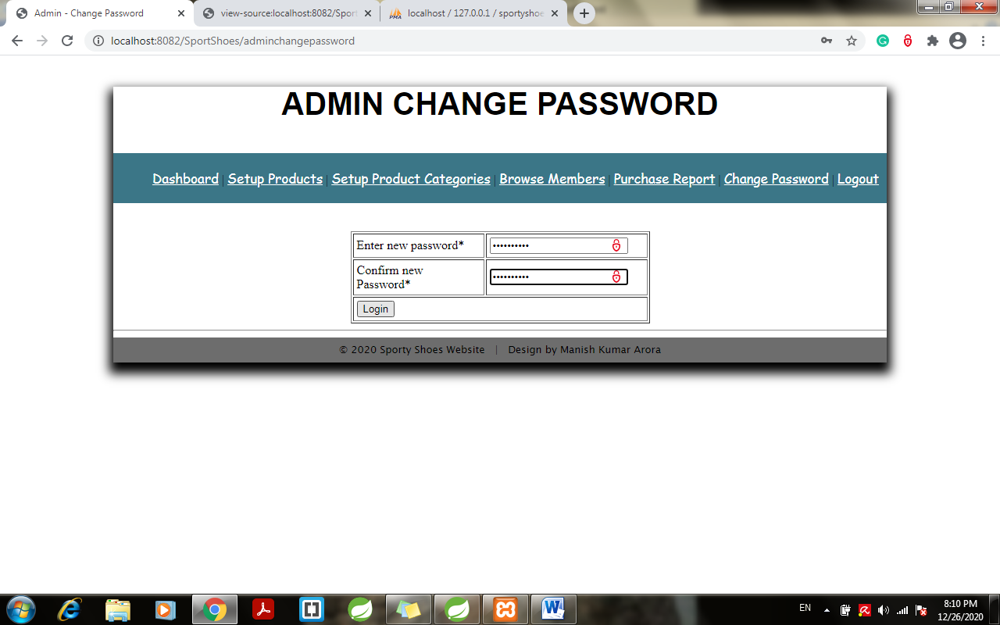 Admin - Change Password
view-source:localhost:8082/Sport
localhost / 127.0.0.1 / sportyshoe
localhost:8082/SportShoes/adminchangepassword
ADMIN CHANGE PASSWORD
Dashboard | Setup Products | Setup Product Categories | Browse Members | Purchase Report | Change Password | Logout
Enter new password*
Confirm new
Password*
Login
© 2020 Sporty Shoes Website | Design by Manish Kumar Arora
EN
8:10 PM
12/26/2020